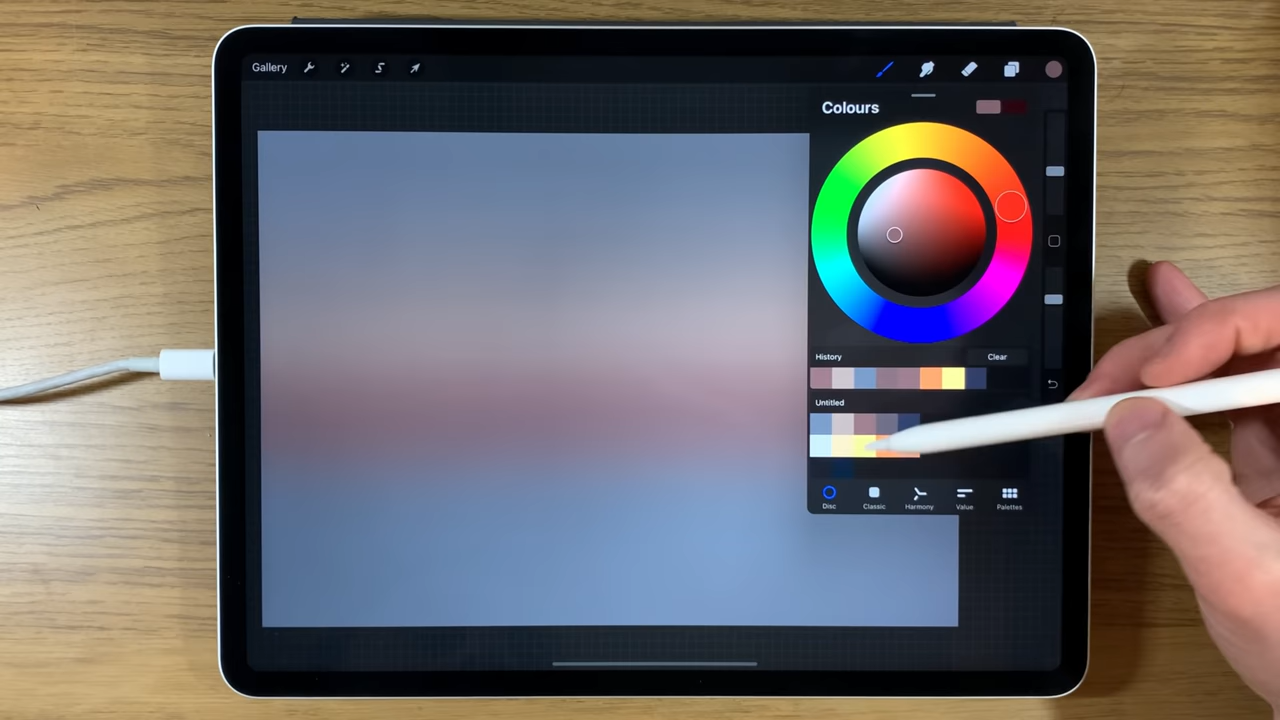 Gallery
Colours
History
Clear
Untitled
Disc
Classic
Harmony
Value
Palettes